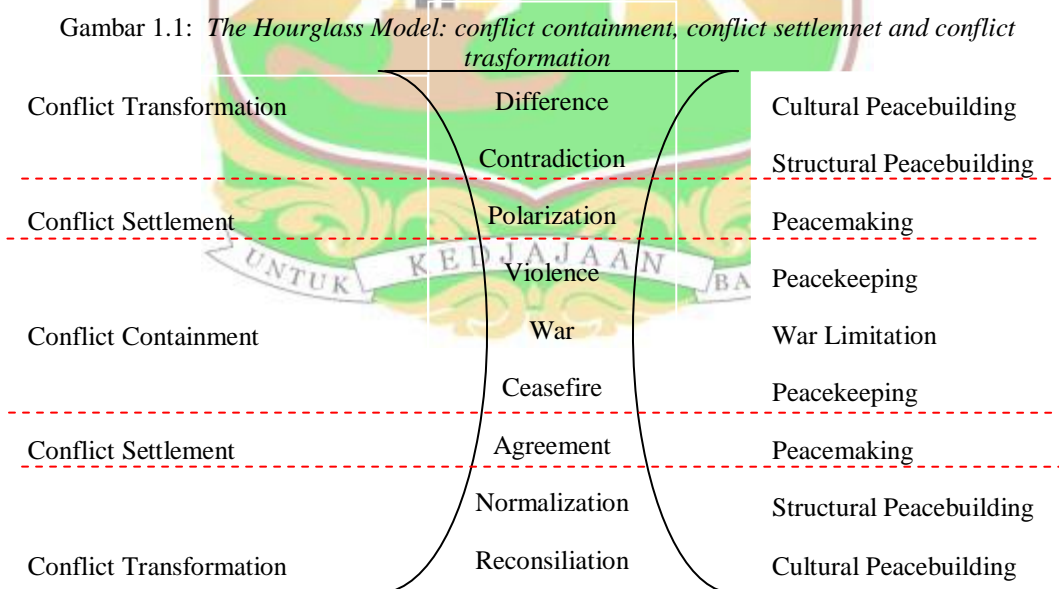 Gambar 1.1: The Hourglass Model: conflict containment, conflict settlemnet and conflict
trasformation
Conflict Transformation Difference Cultural Peacebuilding
Contradiction Structural Peacebuilding
Conflict Settlement Polarization Peacemaking
UNTUK KEDJAJAAN BA
Violence Peacekeeping
Conflict Containment War War Limitation
Ceasefire Peacekeeping
Conflict Settlement Agreement Peacemaking
Normalization Structural Peacebuilding
Conflict Transformation Reconsiliation Cultural Peacebuilding